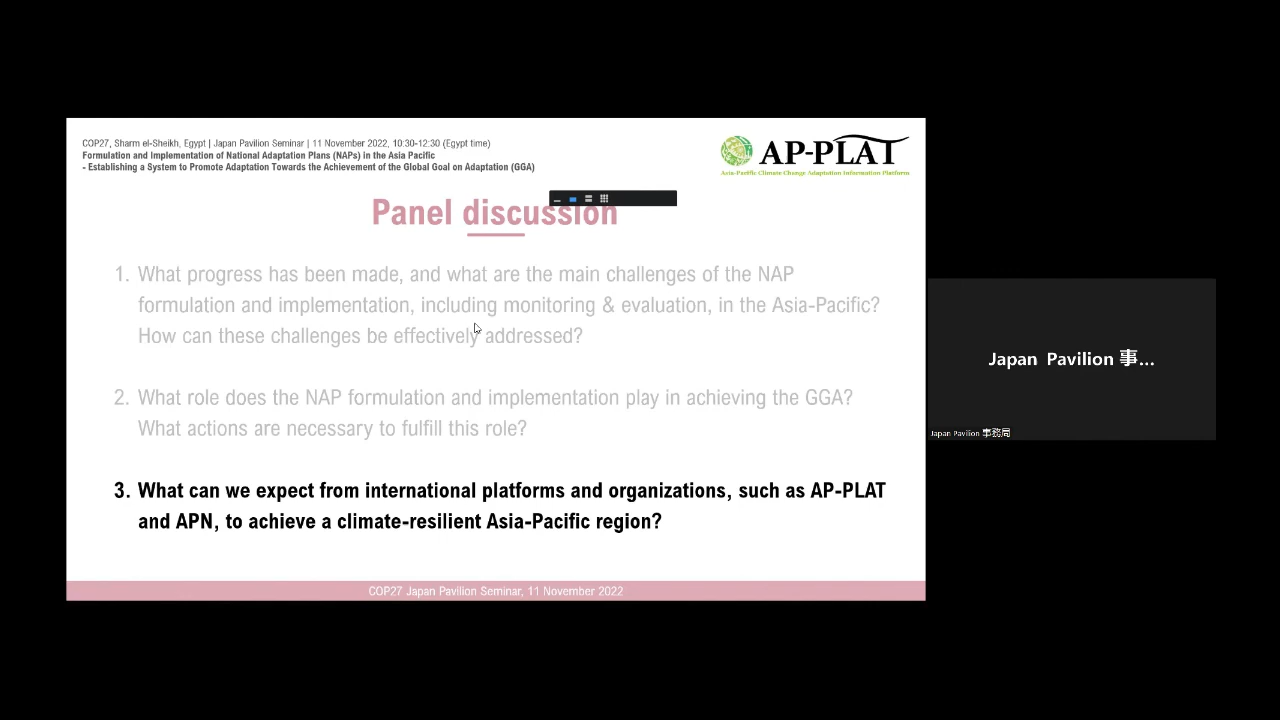 COP27, Sharm el-Sheikh, Egypt | Japan Pavilion Seminar | 11 November 2022, 10:30-12:30 (Egypt time)
Formulation and Implementation of National Adaptation Plans (NAPs) in the Asia Pacific
- Establishing a System to Promote Adaptation Towards the Achievement of the Global Goal on Adaptation (GGA)
AP-PLAT
Asia-Pacific Climate Change Adaptation Information Platform
Panel discussion
1. What progress has been made, and what are the main challenges of the NAP
formulation and implementation, including monitoring & evaluation, in the Asia-Pacific?
How can these challenges be effectively addressed?
2. What role does the NAP formulation and implementation play in achieving the GGA?
What actions are necessary to fulfill this role?
3. What can we expect from international platforms and organizations, such as AP-PLAT
and APN, to achieve a climate-resilient Asia-Pacific region?
COP27 Japan Pavilion Seminar, 11 November 2022
Japan Pavilion 事...
Japan Pavilion 事務局